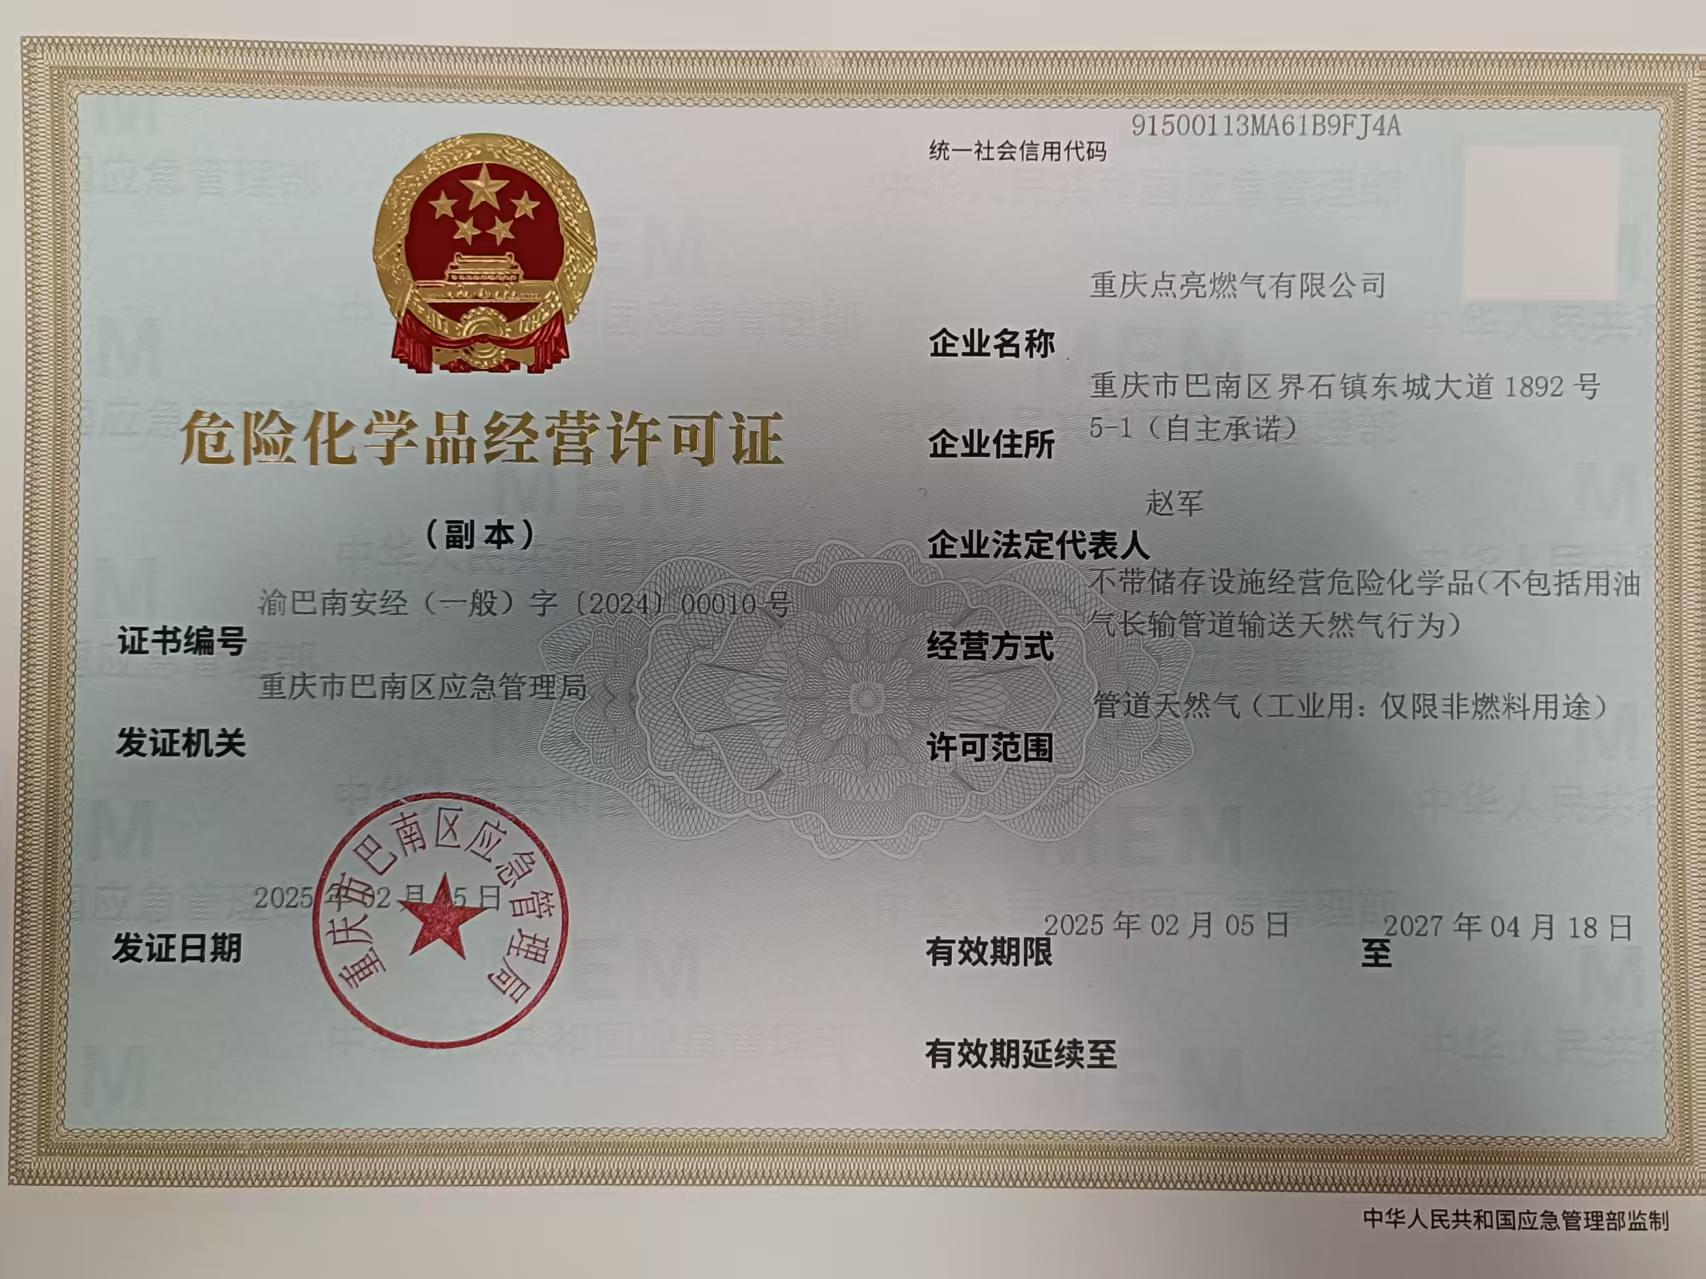 危险化学品经营许可证
（副本）
渝巴南安经（一般）字〔2024〕00010号
证书编号
重庆市巴南区应急管理局
发证机关
重庆市巴南区应急管理局
2025年02月05日
发证日期
91500113MA61B9FJ4A
统一社会信用代码
重庆点亮燃气有限公司
企业名称
重庆市巴南区界石镇东城大道1892号
5-1（自主承诺）
企业住所
赵军
企业法定代表人
不带储存设施经营危险化学品（不包括用油
气长输管道输送天然气行为）
经营方式
管道天然气（工业用：仅限非燃料用途）
许可范围
2025年02月05日
2027年04月18日
有效期限
至
有效期延续至
中华人民共和国应急管理部监制